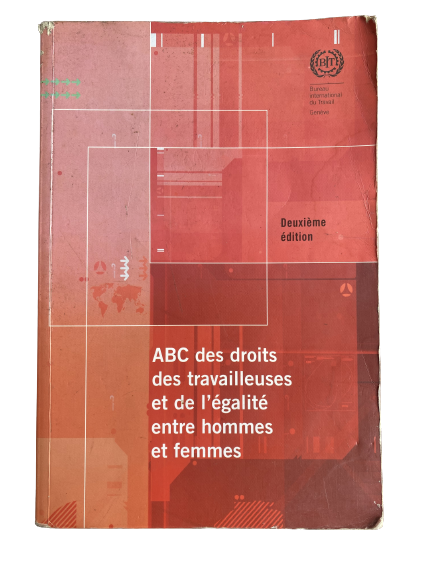 BIT
Bureau
international
du Travail
Genève
Deuxième
édition
ABC des droits
des travailleuses
et de l'égalité
entre hommes
et femmes